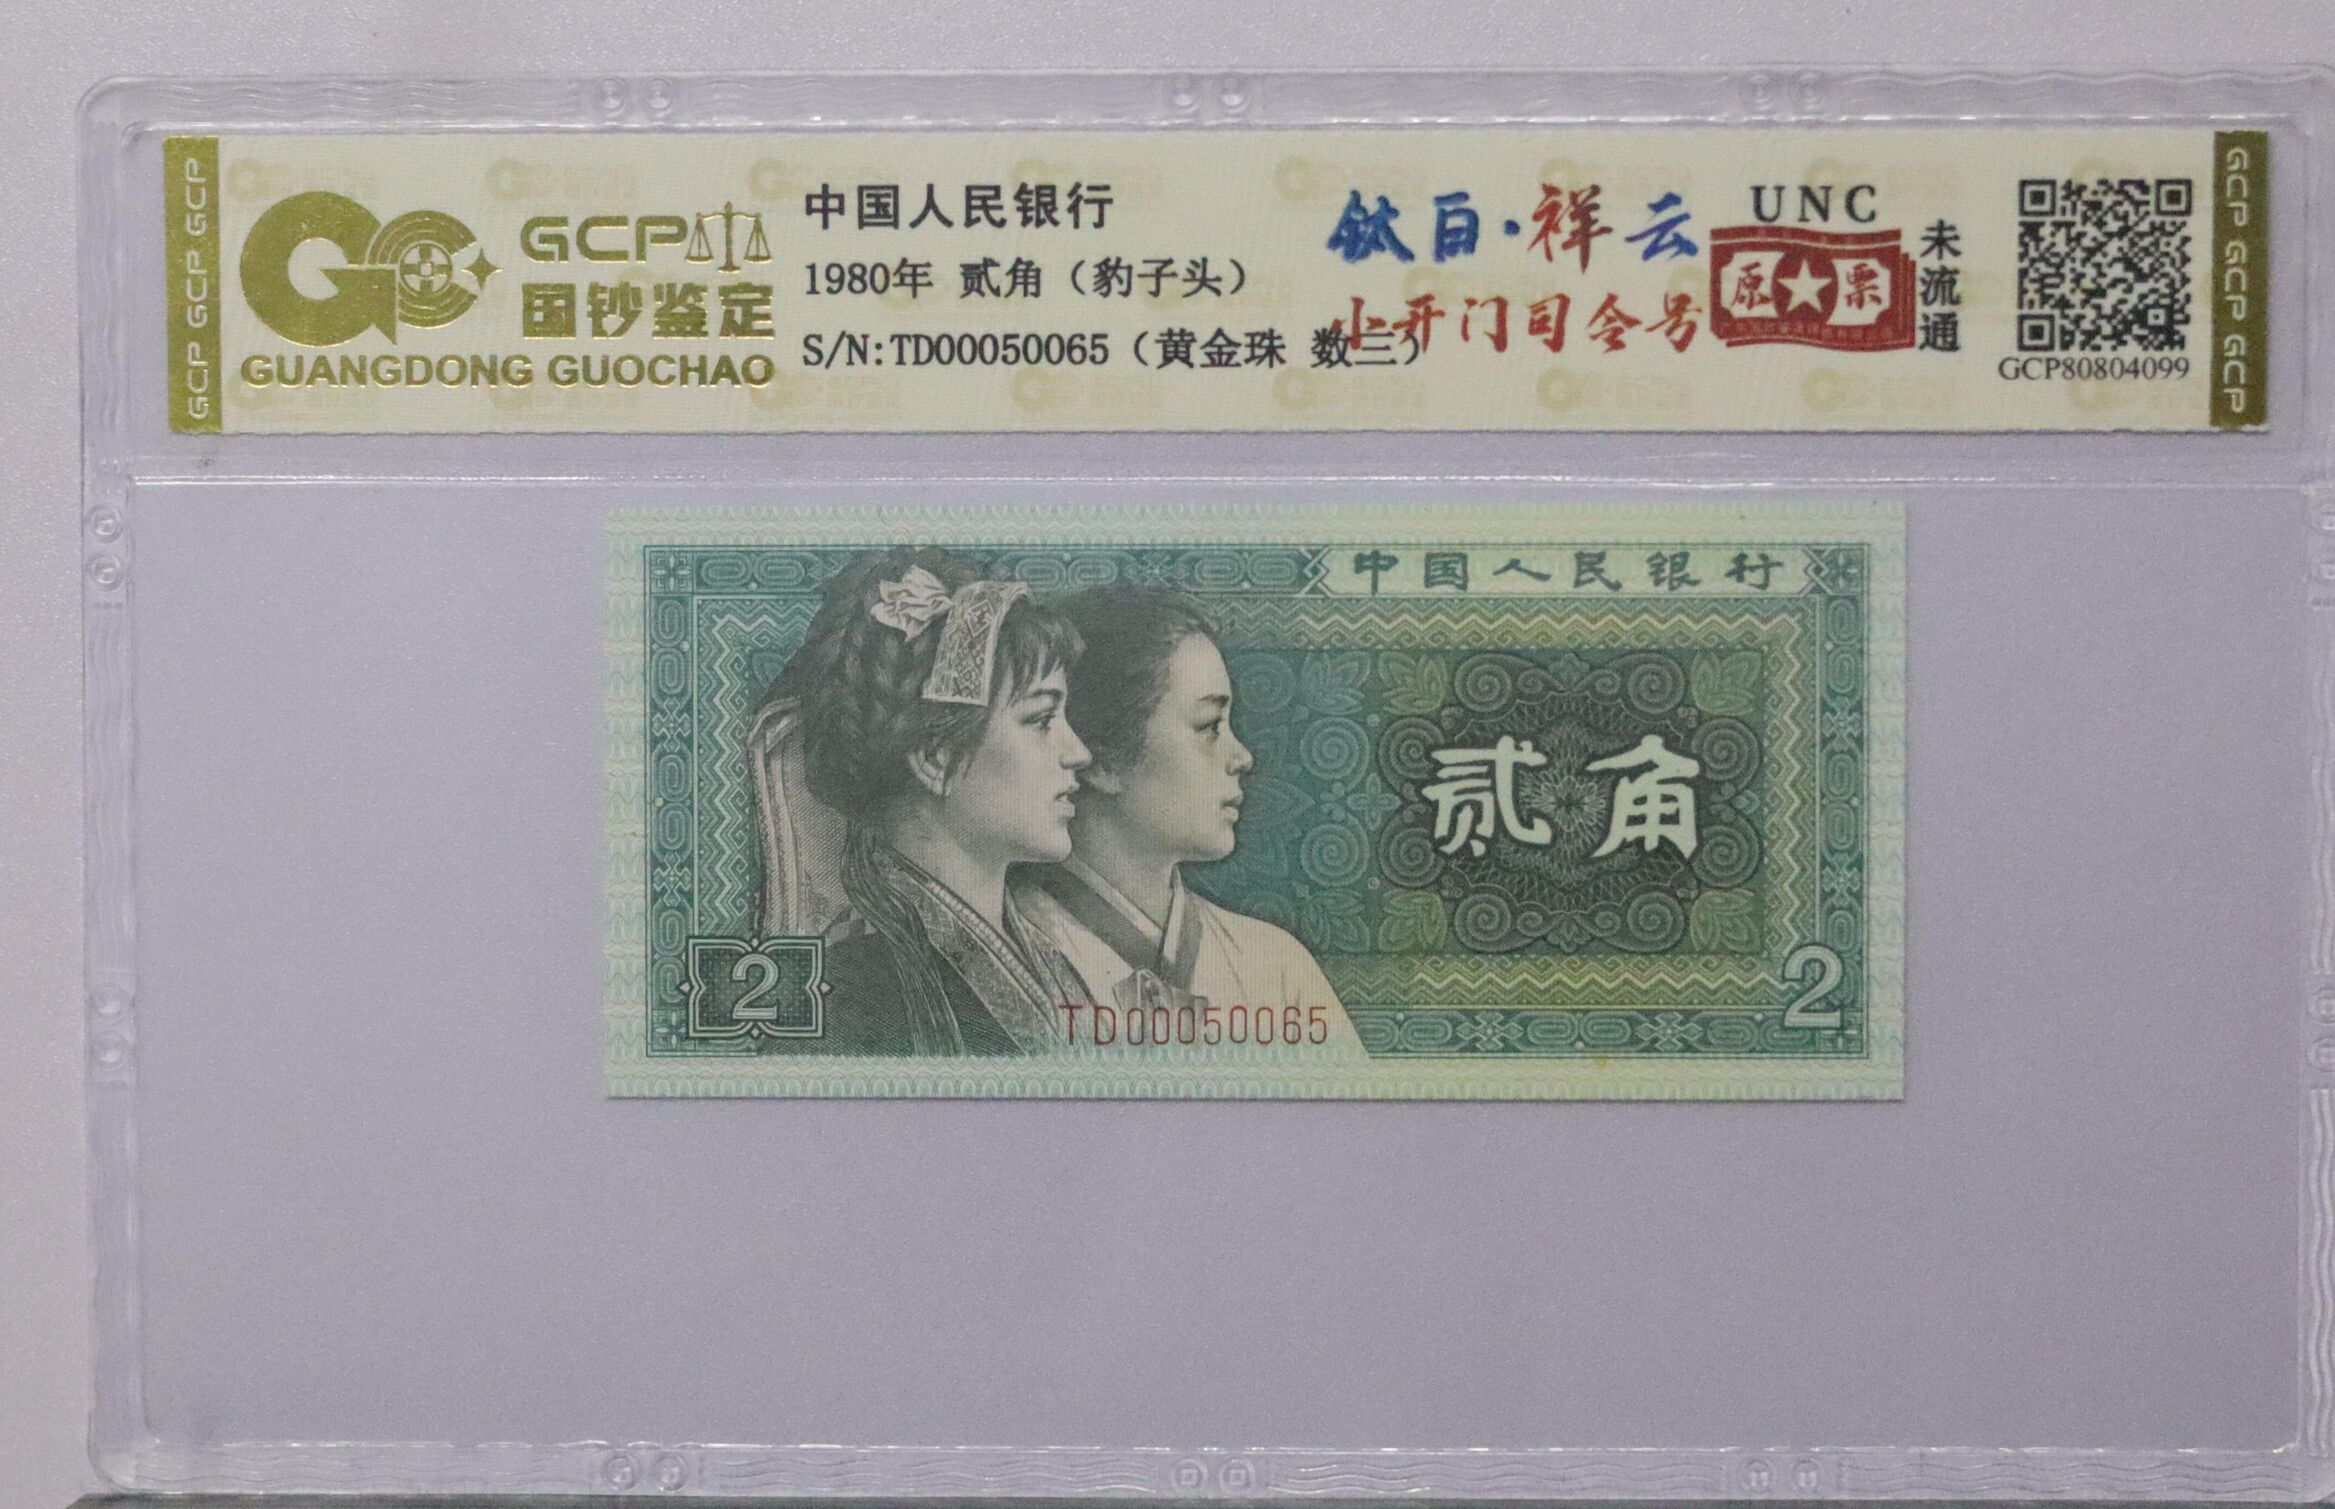 GCP GCP GCP
GCP
国钞鉴定
GUANGDONG GUOCHAO
中国人民银行
1980年 贰角（豹子头）
S/N:TD00050065（黄金珠 数三）
钛白·祥云
小开门司令号
UNC
原★票
未流通
GCP80804099
GCP GCP GCP
中国人民银行
贰角
2
TD00050065
2